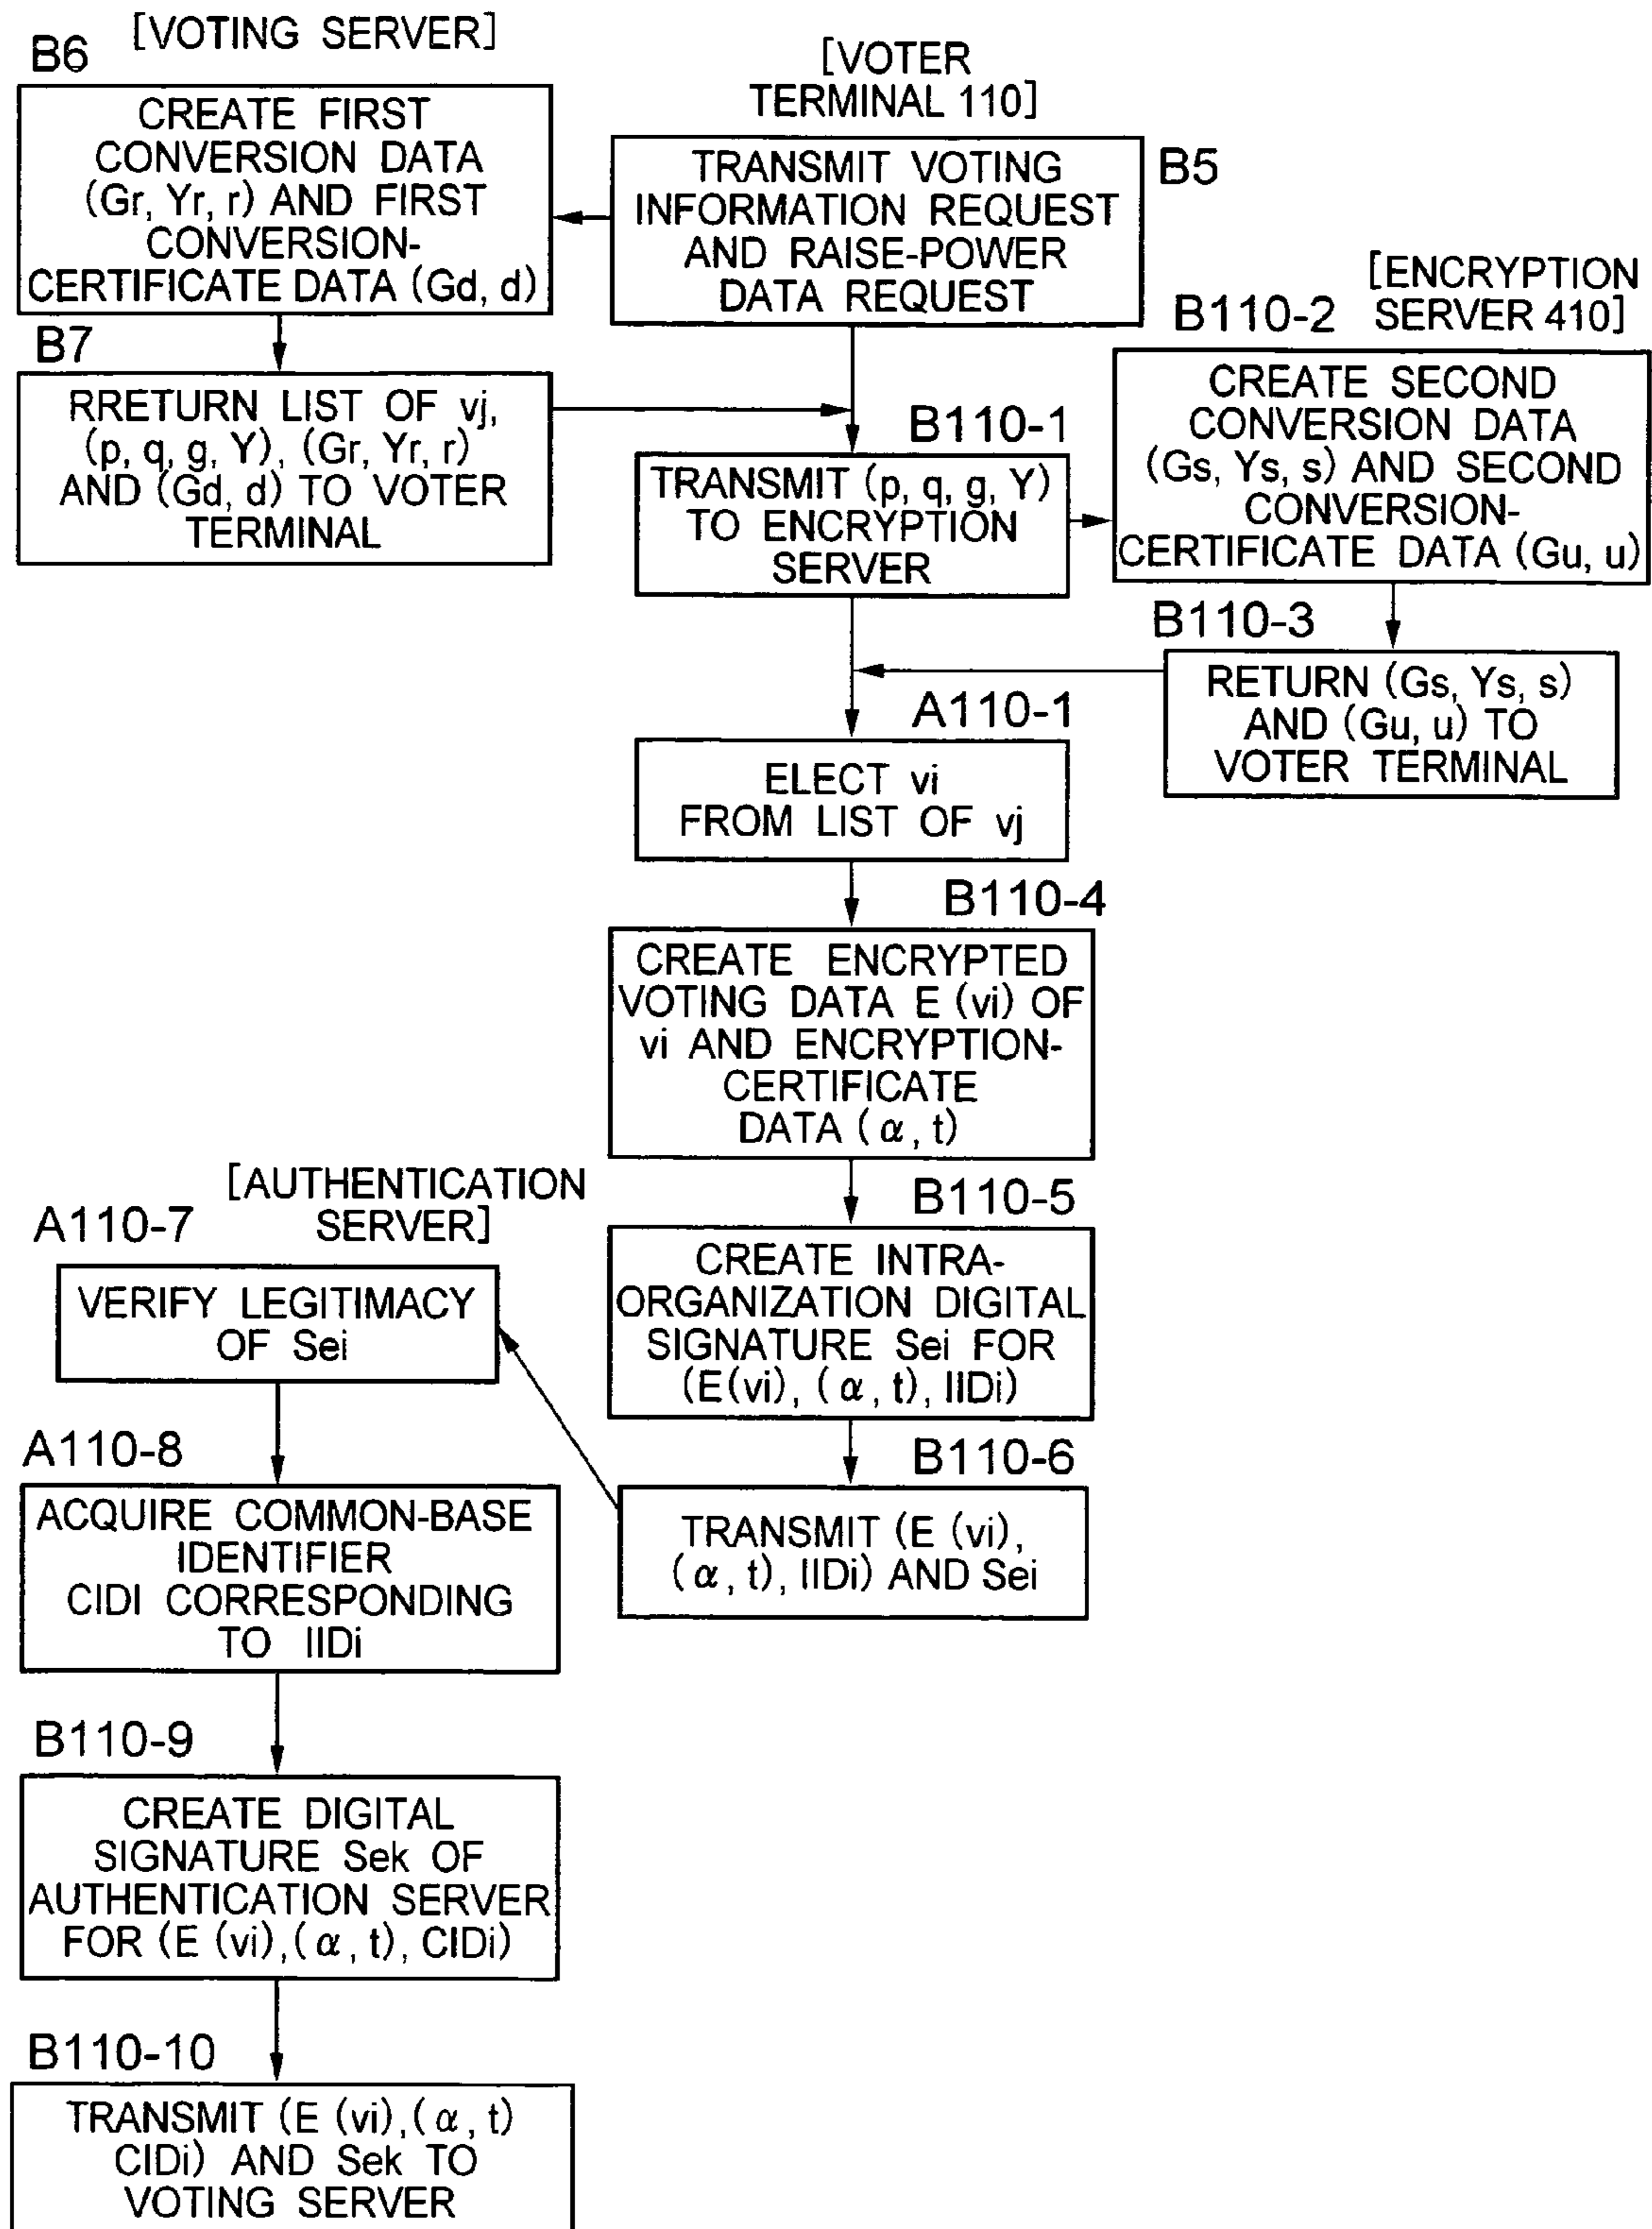 B6 [VOTING SERVER]
CREATE FIRST
CONVERSION DATA
(Gr, Yr, r) AND FIRST
CONVERSION-
CERTIFICATE DATA (Gd, d)
B7
RRETURN LIST OF vj,
(p, q, g, Y), (Gr, Yr, r)
AND (Gd, d) TO VOTER
TERMINAL
[VOTER
TERMINAL 110]
TRANSMIT VOTING
INFORMATION REQUEST
AND RAISE-POWER
DATA REQUEST
B5
[ENCRYPTION
SERVER 410]
B110-2
CREATE SECOND
CONVERSION DATA
(Gs, Ys, s) AND SECOND
CONVERSION-
CERTIFICATE DATA (Gu, u)
B110-1
TRANSMIT (p, q, g, Y)
TO ENCRYPTION
SERVER
B110-3
RETURN (Gs, Ys, s)
AND (Gu, u) TO
VOTER TERMINAL
A110-1
ELECT vi
FROM LIST OF vj
B110-4
CREATE ENCRYPTED
VOTING DATA E (vi) OF
vi AND ENCRYPTION-
CERTIFICATE
DATA (α, t)
B110-5
CREATE INTRA-
ORGANIZATION DIGITAL
SIGNATURE Sei FOR
(E(vi), (α, t), IIDi)
B110-6
TRANSMIT (E (vi),
(α, t), IIDi) AND Sei
[AUTHENTICATION
SERVER]
A110-7
VERIFY LEGITIMACY
OF Sei
A110-8
ACQUIRE COMMON-BASE
IDENTIFIER
CIDI CORRESPONDING
TO IIDi
B110-9
CREATE DIGITAL
SIGNATURE Sek OF
AUTHENTICATION SERVER
FOR (E (vi),(α, t), CIDi)
B110-10
TRANSMIT (E (vi),(α, t)
CIDi) AND Sek TO
VOTING SERVER